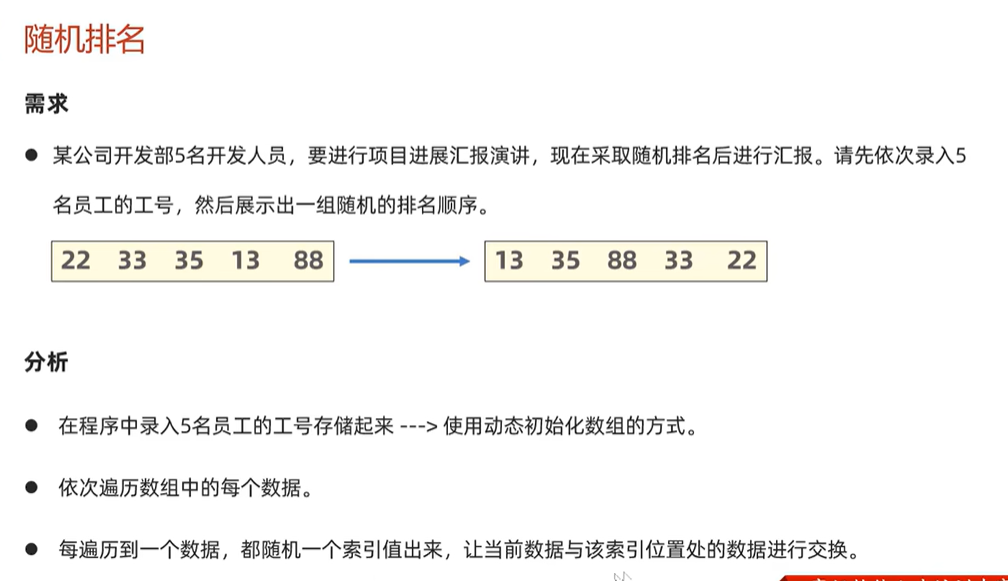 随机排名
需求
● 某公司开发部5名开发人员，要进行项目进展汇报演讲，现在采取随机排名后进行汇报。请先依次录入5
名员工的工号，然后展示出一组随机的排名顺序。
22 33 35 13 88 13 35 88 33 22
分析
● 在程序中录入5名员工的工号存储起来 ---> 使用动态初始化数组的方式。
● 依次遍历数组中的每个数据。
● 每遍历到一个数据，都随机一个索引值出来，让当前数据与该索引位置处的数据进行交换。